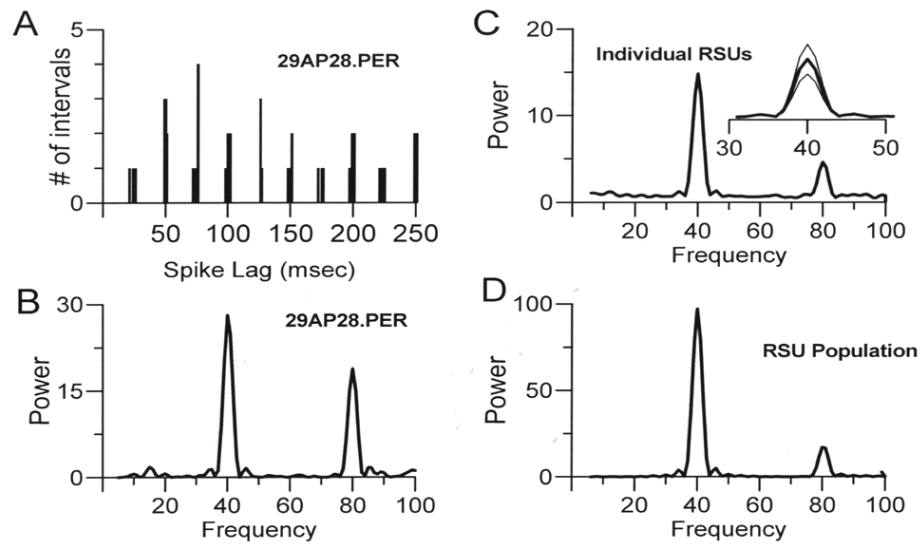 A
29AP28.PER
# of intervals
5
0
50 100 150 200 250
Spike Lag (msec)
B
29AP28.PER
Power
30
15
0
20 40 60 80 100
Frequency
C
Individual RSUs
Power
20
10
0
30 40 50
20 40 60 80 100
Frequency
D
RSU Population
Power
100
50
0
20 40 60 80 100
Frequency